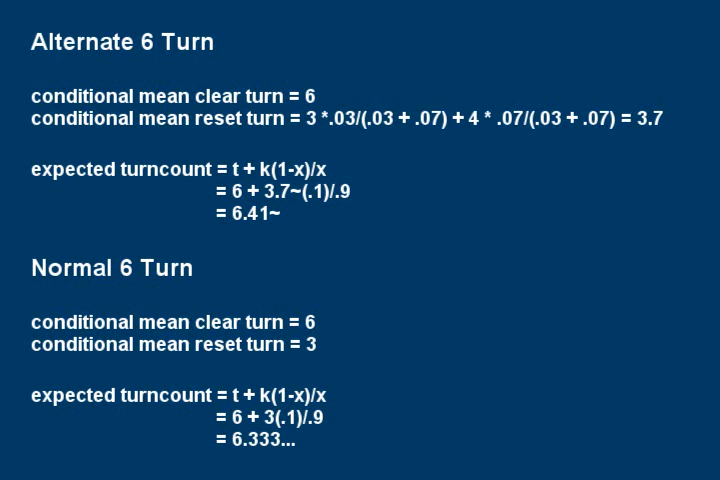 Alternate 6 Turn
conditional mean clear turn = 6
conditional mean reset turn = 3 *.03/(.03 + .07) + 4 * .07/(.03 + .07) = 3.7
expected turncount = t + k(1-x)/x
= 6 + 3.7~(.1)/.9
= 6.41~
Normal 6 Turn
conditional mean clear turn = 6
conditional mean reset turn = 3
expected turncount = t + k(1-x)/x
= 6 + 3(.1)/.9
= 6.333...